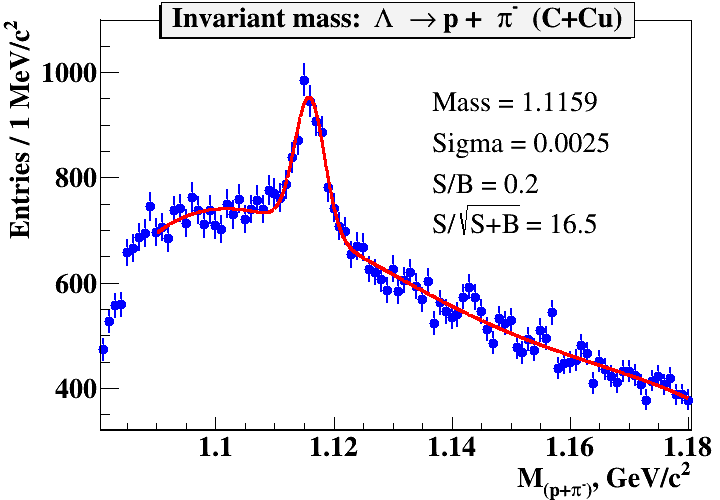 Invariant mass: Λ → p + π⁻ (C+Cu)
Entries / 1 MeV/c²
1000
800
600
400
Mass = 1.1159
Sigma = 0.0025
S/B = 0.2
S/√S+B = 16.5
1.1 1.12 1.14 1.16 1.18
M(p+π⁻), GeV/c²